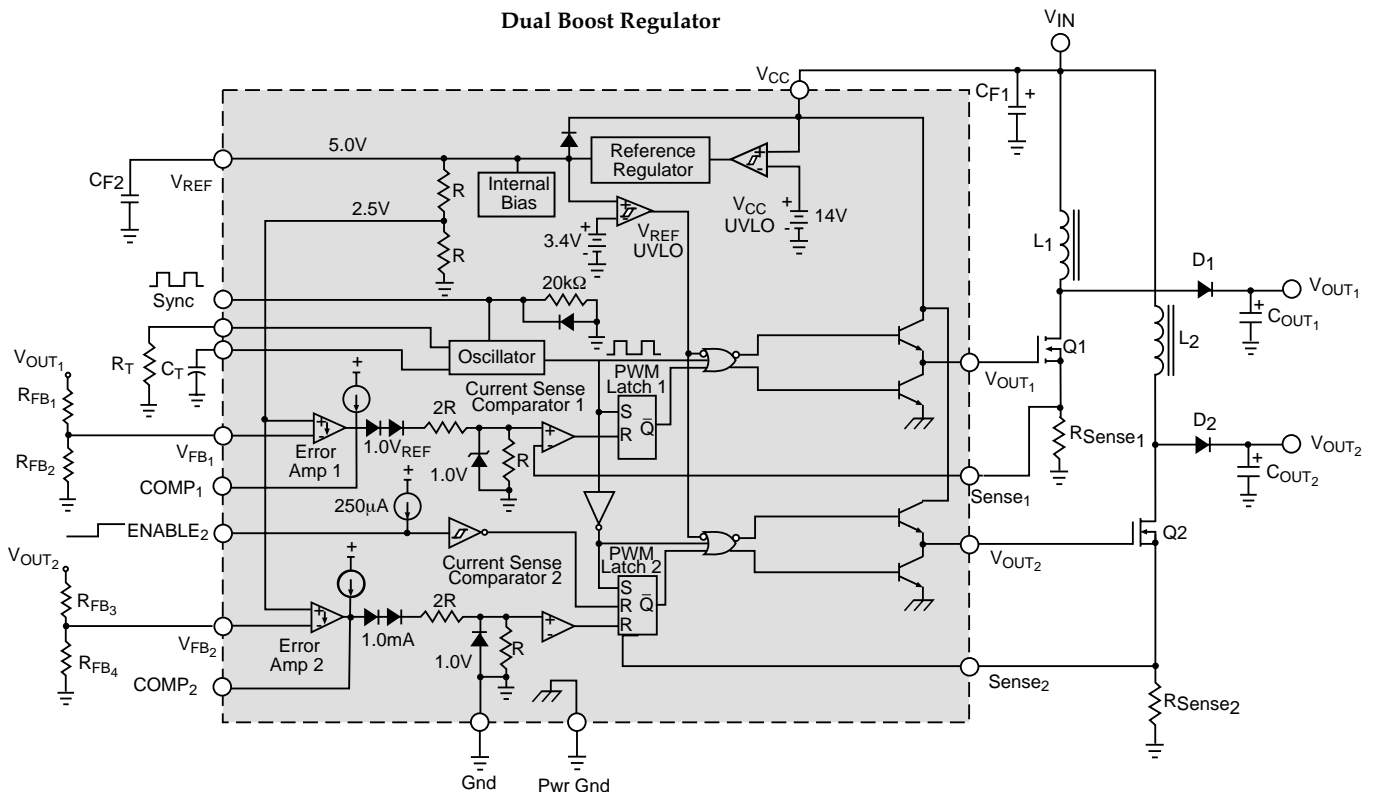 Dual Boost Regulator
VIN
VCC
CF1
+
5.0V
Reference
Regulator
+
-
CF2
VREF
R
Internal
Bias
VCC
UVLO
+
-
14V
2.5V
R
3.4V
+
-
VREF
UVLO
L1
Sync
20kΩ
D1
VOUT1
COUT1
+
RT
CT
Oscillator
L2
Q1
VOUT1
VOUT1
RFB1
RFB2
+
Current Sense
Comparator 1
PWM
Latch 1
S
R
Q̄
2R
+
-
VFB1
Error
Amp 1
1.0VREF
1.0V
R
+
-
RSense1
D2
VOUT2
COUT2
+
COMP1
+
250µA
Sense1
ENABLE2
Q2
VOUT2
VOUT2
RFB3
RFB4
+
Current Sense
Comparator 2
PWM
Latch 2
S
R
R
Q̄
2R
+
-
VFB2
Error
Amp 2
1.0mA
1.0V
R
+
-
COMP2
Sense2
RSense2
Gnd
Pwr Gnd